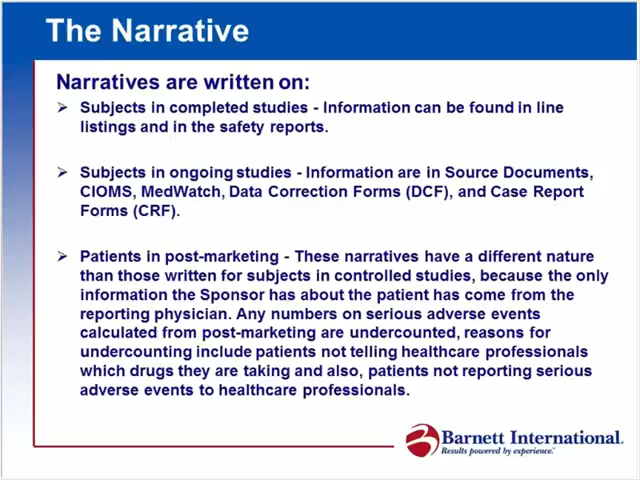 The Narrative
Narratives are written on:
➢ Subjects in completed studies - Information can be found in line
listings and in the safety reports.
➢ Subjects in ongoing studies - Information are in Source Documents,
CIOMS, MedWatch, Data Correction Forms (DCF), and Case Report
Forms (CRF).
➢ Patients in post-marketing - These narratives have a different nature
than those written for subjects in controlled studies, because the only
information the Sponsor has about the patient has come from the
reporting physician. Any numbers on serious adverse events
calculated from post-marketing are undercounted, reasons for
undercounting include patients not telling healthcare professionals
which drugs they are taking and also, patients not reporting serious
adverse events to healthcare professionals.
Barnett International.
Results powered by experience.™